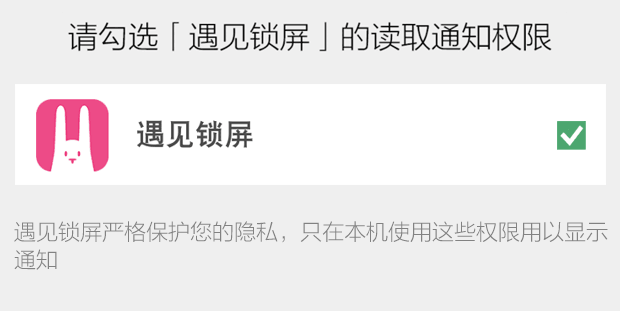 请勾选「遇见锁屏」的读取通知权限
遇见锁屏
遇见锁屏严格保护您的隐私，只在本机使用这些权限用以显示
通知